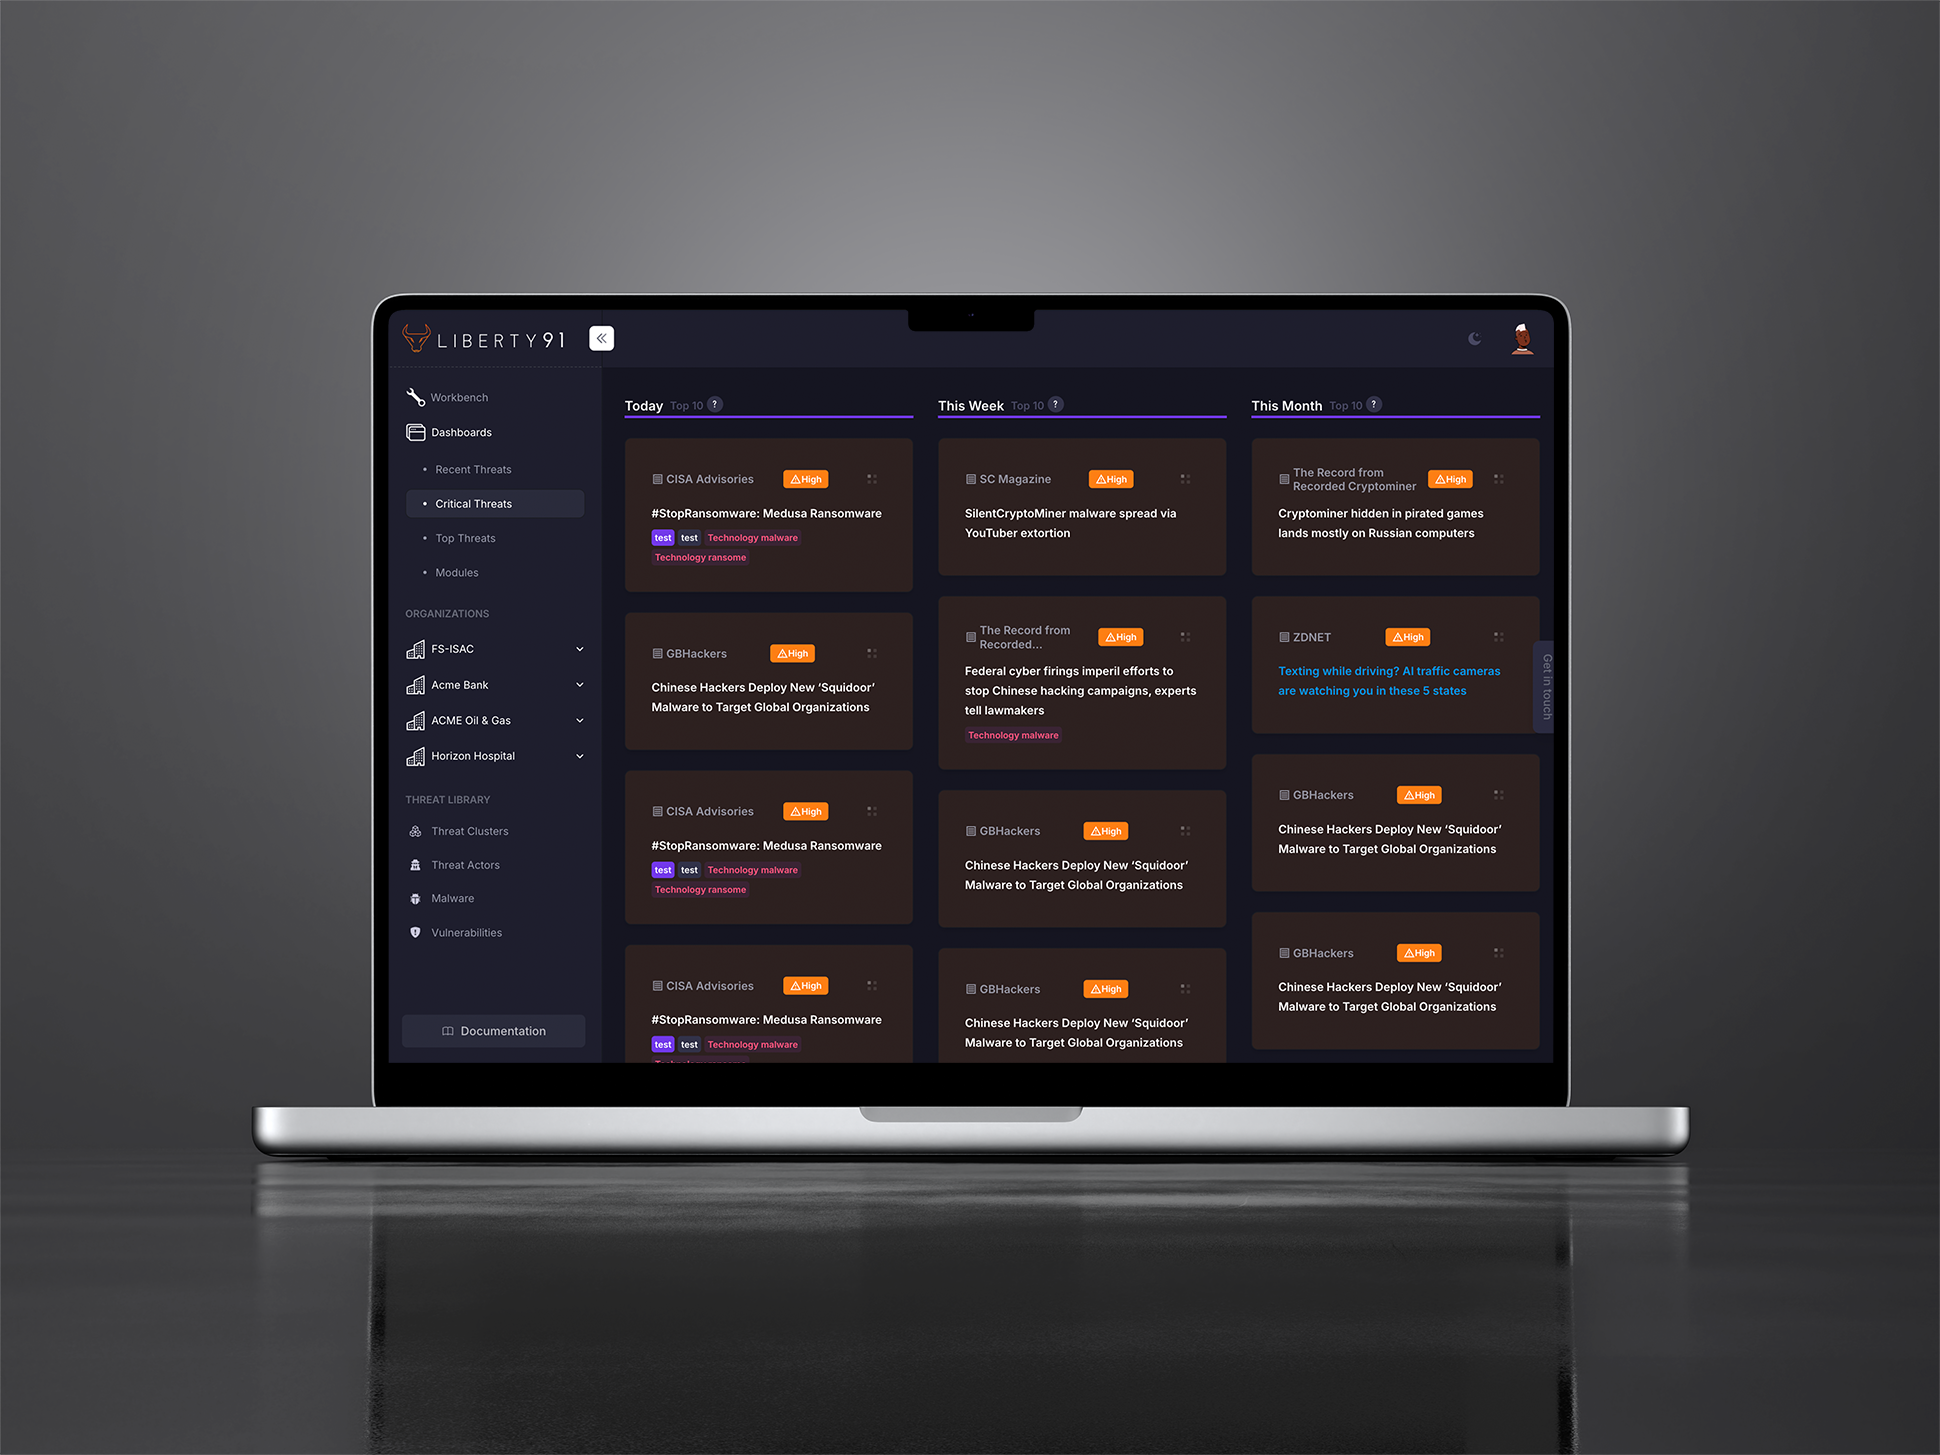 LIBERTY91
Workbench
Dashboards
Recent Threats
Critical Threats
Top Threats
Modules
ORGANIZATIONS
FS-ISAC
Acme Bank
ACME Oil & Gas
Horizon Hospital
THREAT LIBRARY
Threat Clusters
Threat Actors
Malware
Vulnerabilities
Documentation
Today Top 10 ?
CISA Advisories High
#StopRansomware: Medusa Ransomware
test test Technology malware
Technology ransome
GBHackers High
Chinese Hackers Deploy New ‘Squidoor’
Malware to Target Global Organizations
CISA Advisories High
#StopRansomware: Medusa Ransomware
test test Technology malware
Technology ransome
CISA Advisories High
#StopRansomware: Medusa Ransomware
test test Technology malware
This Week Top 10 ?
SC Magazine High
SilentCryptoMiner malware spread via
YouTuber extortion
The Record from
Recorded... High
Federal cyber firings imperil efforts to
stop Chinese hacking campaigns, experts
tell lawmakers
Technology malware
GBHackers High
Chinese Hackers Deploy New ‘Squidoor’
Malware to Target Global Organizations
GBHackers High
Chinese Hackers Deploy New ‘Squidoor’
Malware to Target Global Organizations
This Month Top 10 ?
The Record from
Recorded Cryptominer High
Cryptominer hidden in pirated games
lands mostly on Russian computers
ZDNET High
Texting while driving? AI traffic cameras
are watching you in these 5 states
GBHackers High
Chinese Hackers Deploy New ‘Squidoor’
Malware to Target Global Organizations
GBHackers High
Chinese Hackers Deploy New ‘Squidoor’
Malware to Target Global Organizations
Get in touch